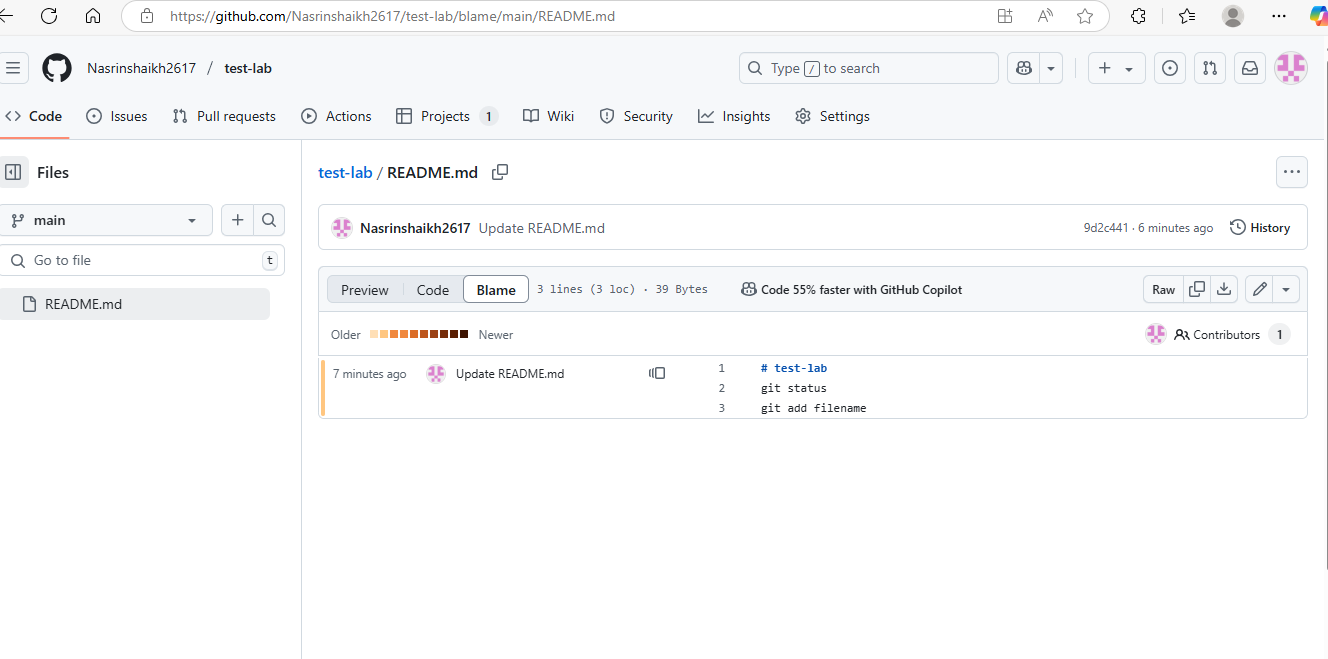 https://github.com/Nasrinshaikh2617/test-lab/blame/main/README.md
Nasrinshaikh2617 / test-lab
Type / to search
Code
Issues
Pull requests
Actions
Projects 1
Wiki
Security
Insights
Settings
Files
test-lab / README.md
main
Nasrinshaikh2617 Update README.md
9d2c441 · 6 minutes ago
History
Go to file t
README.md
Preview
Code
Blame
3 lines (3 loc) · 39 Bytes
Code 55% faster with GitHub Copilot
Raw
Older
Newer
Contributors 1
7 minutes ago
Update README.md
1 # test-lab
2 git status
3 git add filename